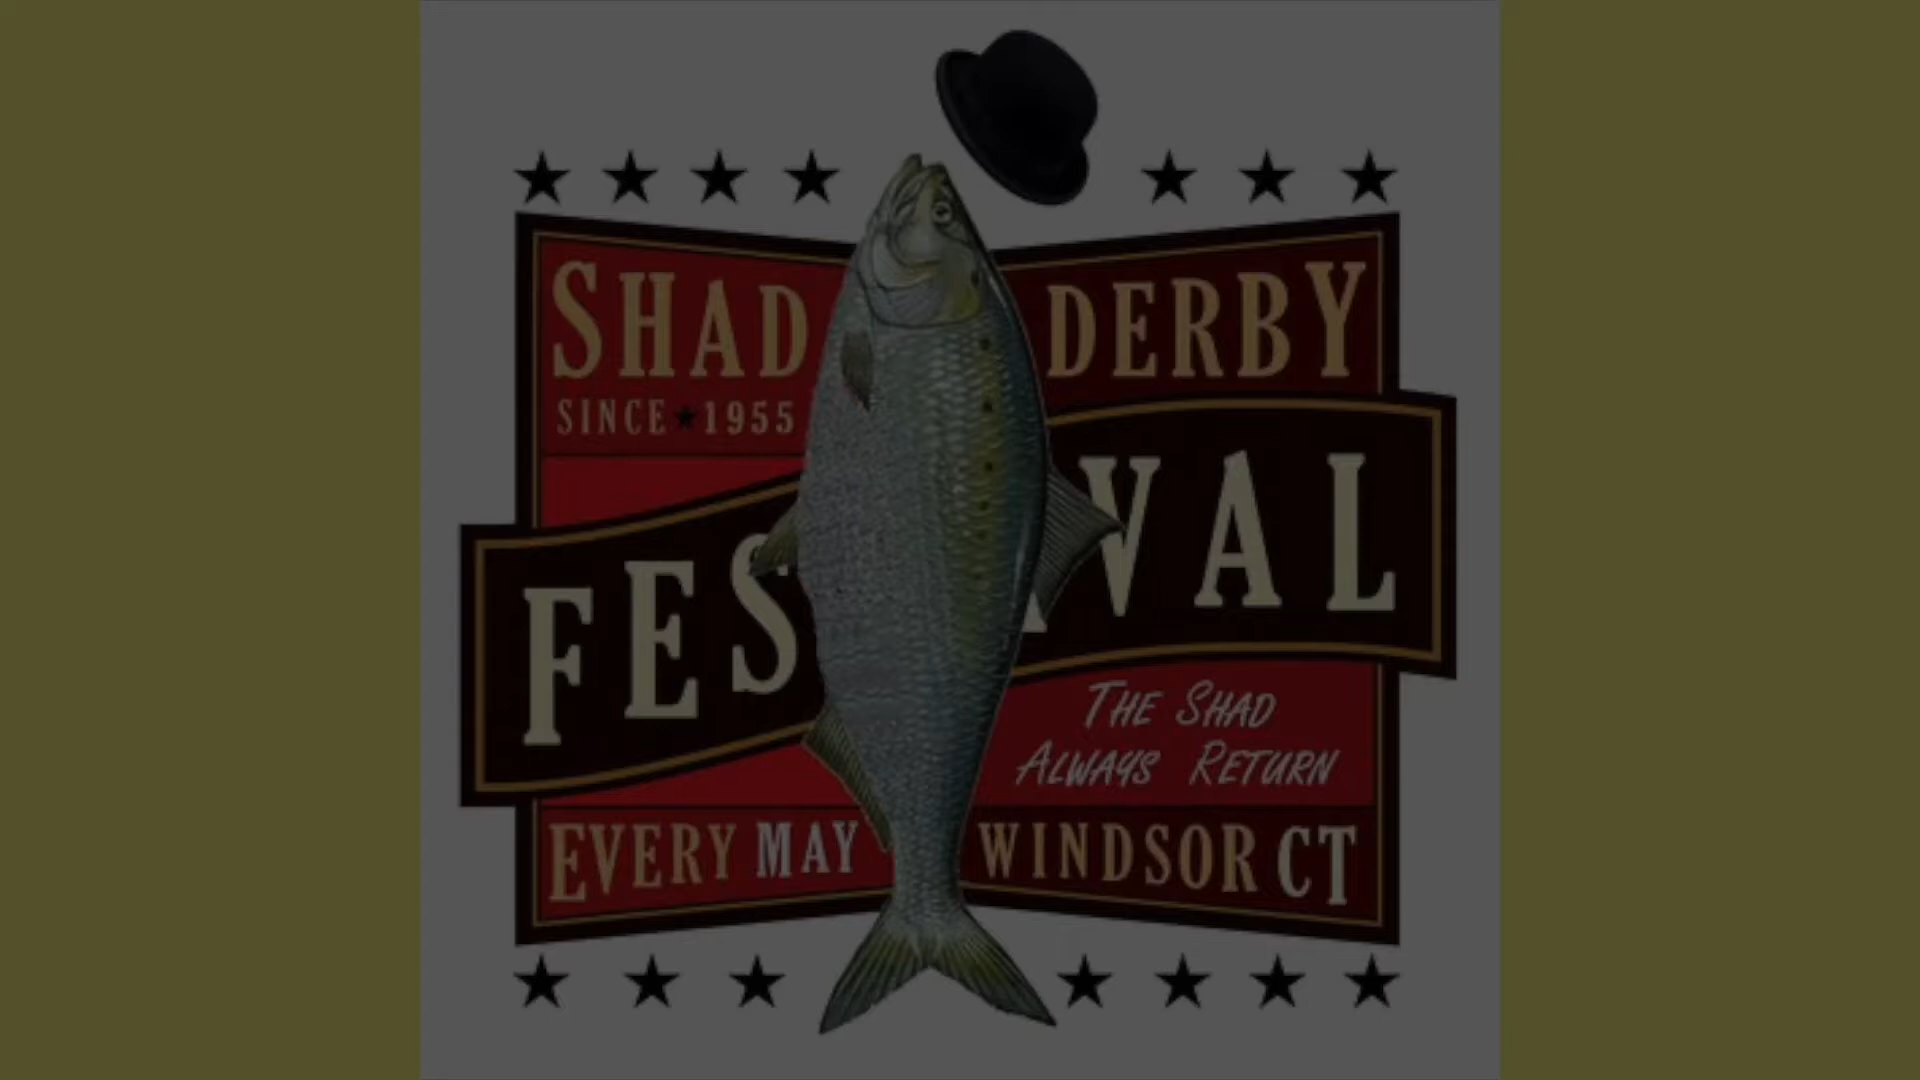 SHAD DERBY
SINCE ★ 1955
FES VAL
THE SHAD
ALWAYS RETURN
EVERY MAY WINDSOR CT